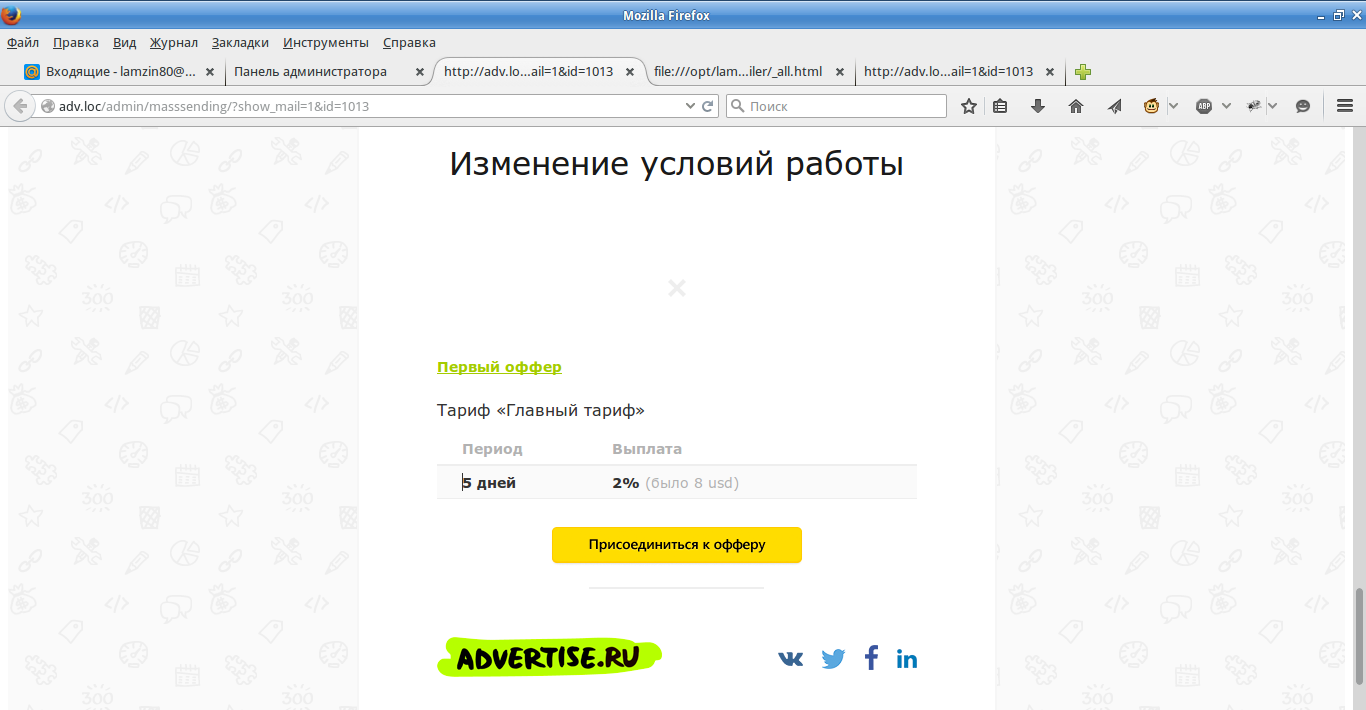 Mozilla Firefox
Файл Правка Вид Журнал Закладки Инструменты Справка
Входящие - lamzin80@... Панель администратора http://adv.lo...ail=1&id=1013 file:///opt/lam...iler/_all.html http://adv.lo...ail=1&id=1013
adv.loc/admin/masssending/?show_mail=1&id=1013 Поиск ABP
Изменение условий работы
Первый оффер
Тариф «Главный тариф»
Период Выплата
5 дней 2% (было 8 usd)
Присоединиться к офферу
ADVERTISE.RU
300